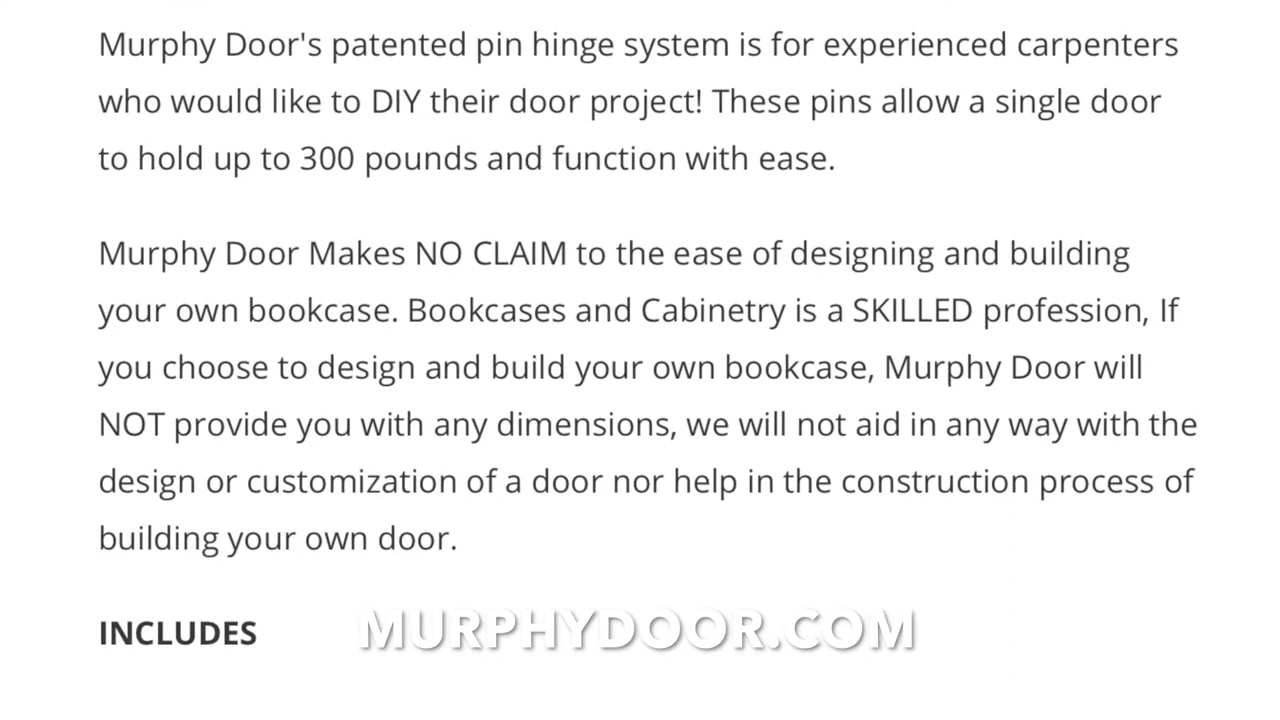 Murphy Door's patented pin hinge system is for experienced carpenters
who would like to DIY their door project! These pins allow a single door
to hold up to 300 pounds and function with ease.
Murphy Door Makes NO CLAIM to the ease of designing and building
your own bookcase. Bookcases and Cabinetry is a SKILLED profession, If
you choose to design and build your own bookcase, Murphy Door will
NOT provide you with any dimensions, we will not aid in any way with the
design or customization of a door nor help in the construction process of
building your own door.
INCLUDES
MURPHYDOOR.COM